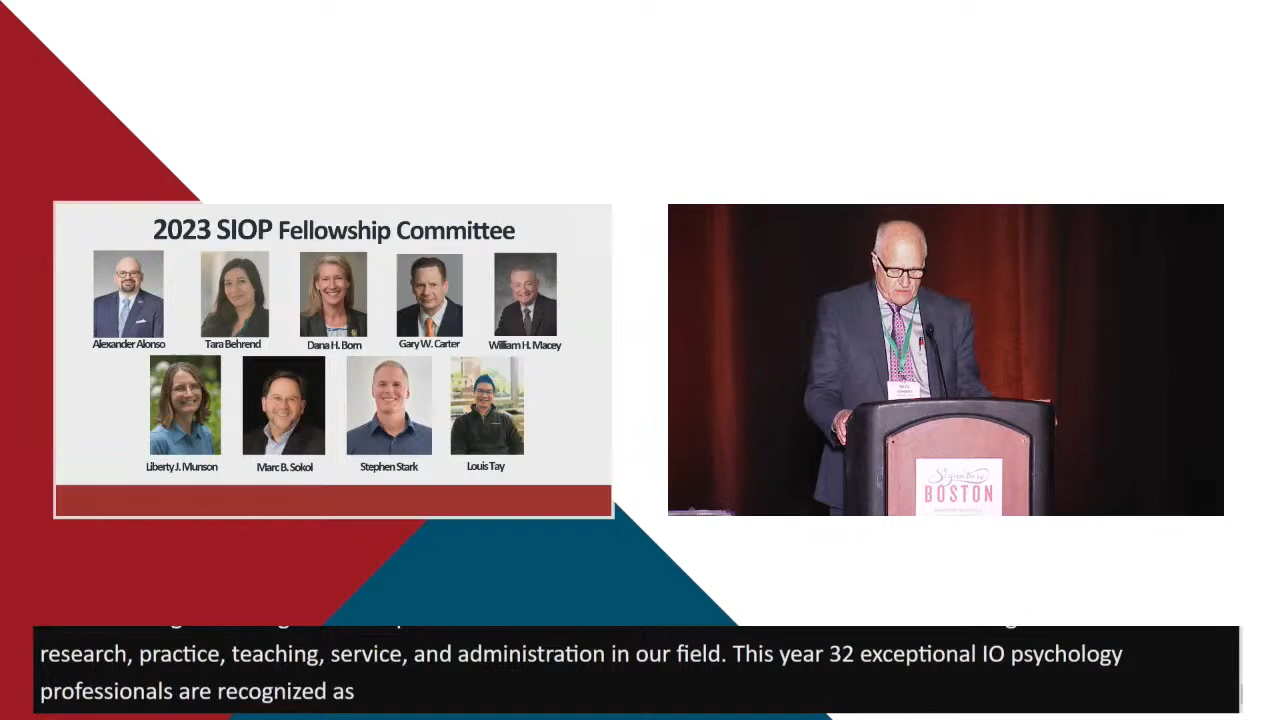 2023 SIOP Fellowship Committee
Alexander Alonso
Tara Behrend
Dana H. Born
Gary W. Carter
William H. Macey
Liberty J. Munson
Marc B. Sokol
Stephen Stark
Louis Tay
Signature
BOSTON
research, practice, teaching, service, and administration in our field. This year 32 exceptional IO psychology
professionals are recognized as